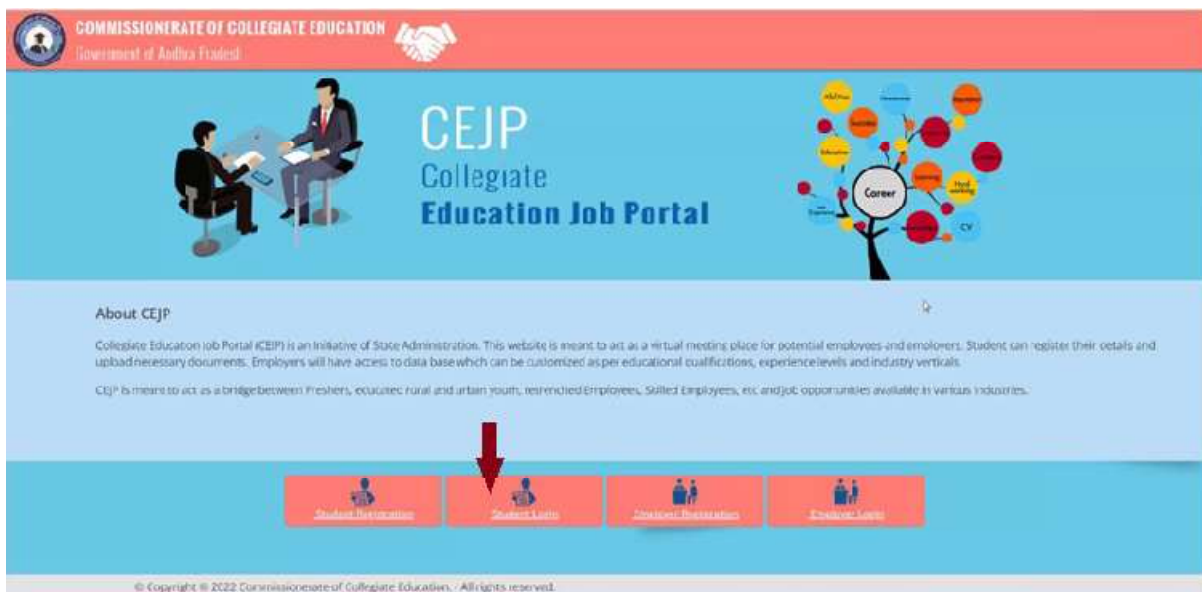 COMMISSIONERATE OF COLLEGIATE EDUCATION
Government of Andhra Pradesh
CEJP
Collegiate
Education Job Portal
Education
Career
Hard
working
CV
About CEJP
Collegiate Education Job Portal (CEJP) is an Initiative of State Administration. This website is meant to act as a virtual meeting place for potential employees and employers. Student can register their details and
upload necessary documents. Employers will have access to data base which can be customized as per educational qualifications, experience levels and industry verticals.
CEJP is meant to act as a bridge between Freshers, educated rural and urban youth, retrenched Employees, Skilled Employees, etc and job opportunities available in various industries.
Student Registration
Student Login
Employer Registration
Employer Login
© Copyright © 2022 Commissionerate of Collegiate Education. - All rights reserved.